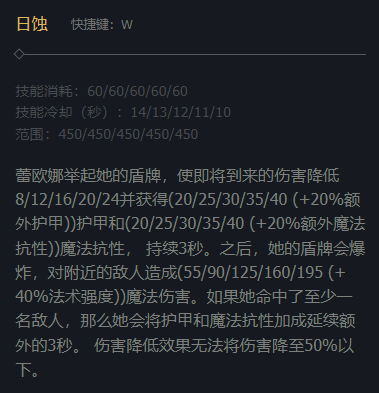 日蚀 快捷键：W
技能消耗：60/60/60/60/60
技能冷却（秒）：14/13/12/11/10
范围：450/450/450/450/450
蕾欧娜举起她的盾牌，使即将到来的伤害降低
8/12/16/20/24并获得(20/25/30/35/40 (+20%额
外护甲))护甲和(20/25/30/35/40 (+20%额外魔法
抗性))魔法抗性， 持续3秒。之后，她的盾牌会爆
炸，对附近的敌人造成(55/90/125/160/195 (+
40%法术强度))魔法伤害。如果她命中了至少一
名敌人，那么她会将护甲和魔法抗性加成延续额
外的3秒。 伤害降低效果无法将伤害降至50%以
下。